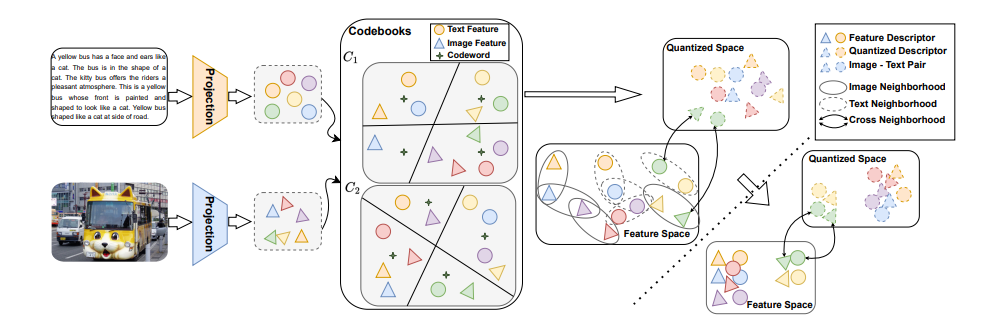 A yellow bus has a face and ears like
a cat. The bus is in the shape of a
cat. The kitty bus offers the riders a
pleasant atmosphere. This is a yellow
bus whose front is painted and
shaped to look like a cat. Yellow bus
shaped like a cat at side of road.
Projection
Projection
Codebooks
Text Feature
Image Feature
Codeword
C1
C2
Quantized Space
Feature Space
Feature Descriptor
Quantized Descriptor
Image - Text Pair
Image Neighborhood
Text Neighborhood
Cross Neighborhood
Quantized Space
Feature Space